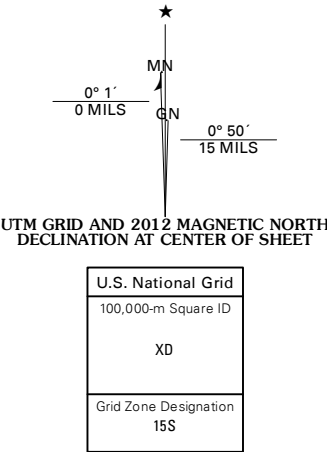 ★
MN
0° 1´
0 MILS
GN
0° 50´
15 MILS
UTM GRID AND 2012 MAGNETIC NORTH
DECLINATION AT CENTER OF SHEET
U.S. National Grid
100,000-m Square ID
XD
Grid Zone Designation
15S